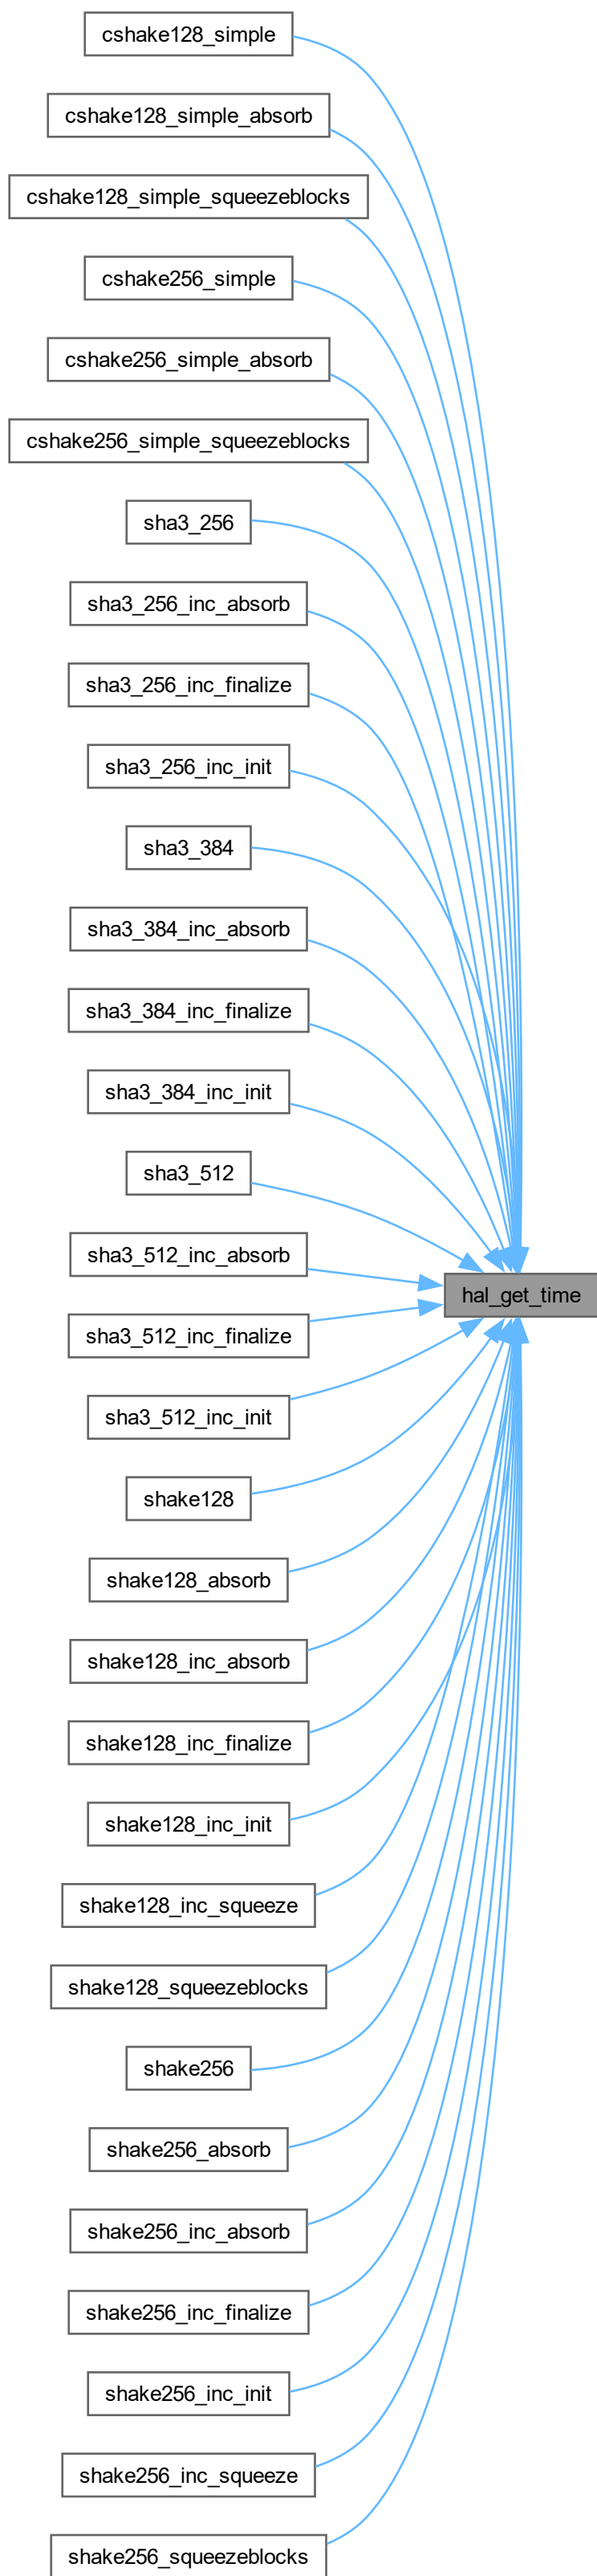 cshake128_simple
cshake128_simple_absorb
cshake128_simple_squeezeblocks
cshake256_simple
cshake256_simple_absorb
cshake256_simple_squeezeblocks
sha3_256
sha3_256_inc_absorb
sha3_256_inc_finalize
sha3_256_inc_init
sha3_384
sha3_384_inc_absorb
sha3_384_inc_finalize
sha3_384_inc_init
sha3_512
sha3_512_inc_absorb
hal_get_time
sha3_512_inc_finalize
sha3_512_inc_init
shake128
shake128_absorb
shake128_inc_absorb
shake128_inc_finalize
shake128_inc_init
shake128_inc_squeeze
shake128_squeezeblocks
shake256
shake256_absorb
shake256_inc_absorb
shake256_inc_finalize
shake256_inc_init
shake256_inc_squeeze
shake256_squeezeblocks